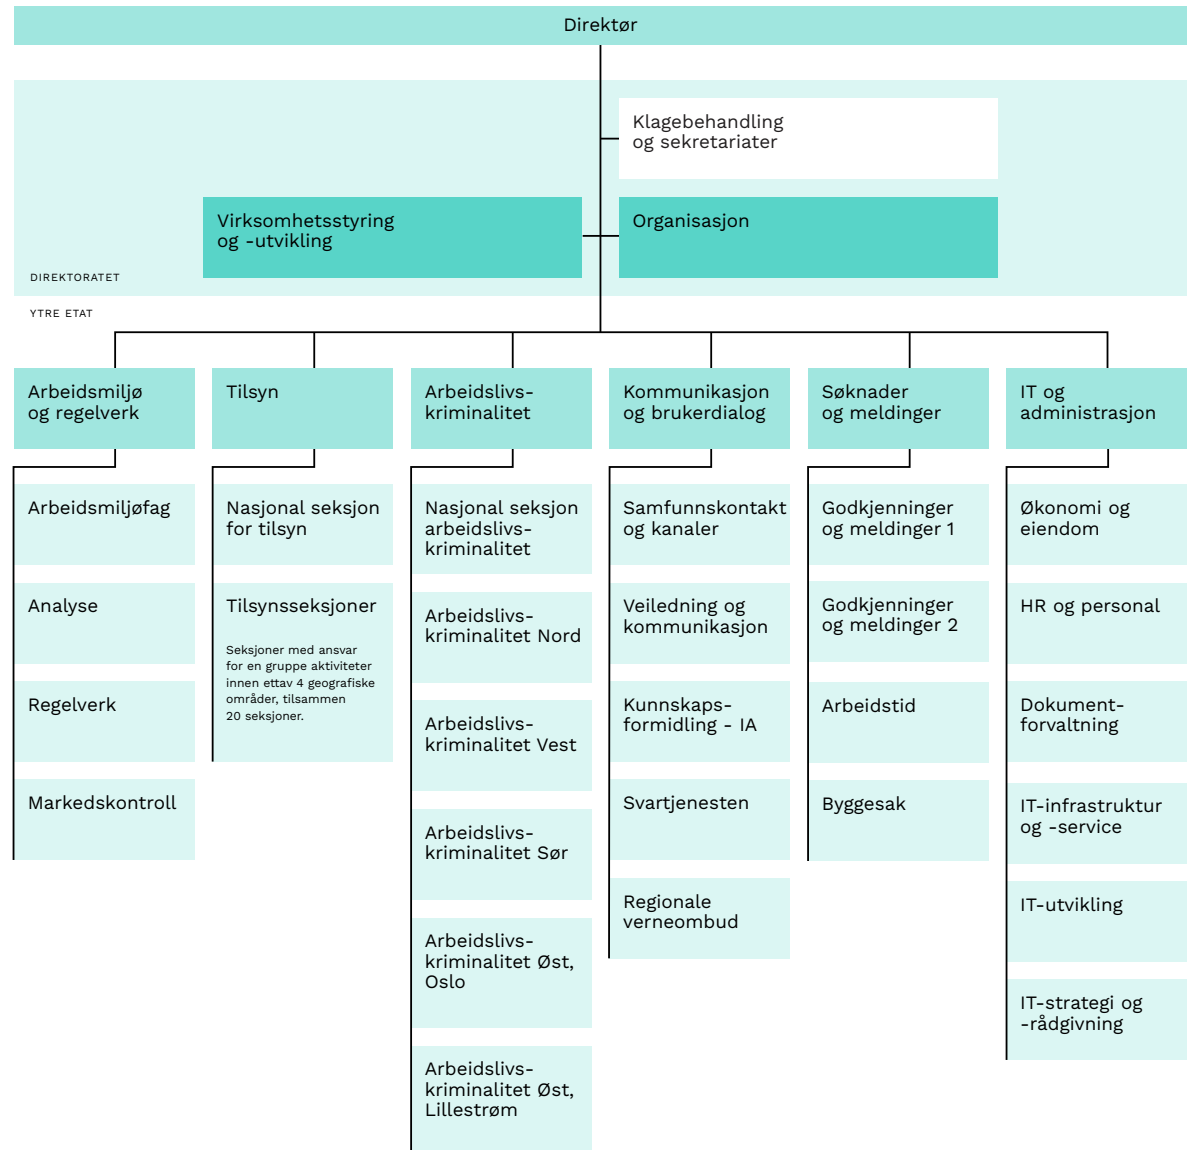 Direktør
Klagebehandling
og sekretariater
Virksomhetsstyring
og -utvikling
Organisasjon
DIREKTORATET
YTRE ETAT
Arbeidsmiljø
og regelverk
Arbeidsmiljøfag
Analyse
Regelverk
Markedskontroll
Tilsyn
Nasjonal seksjon
for tilsyn
Tilsynsseksjoner
Seksjoner med ansvar
for en gruppe aktiviteter
innen ettav 4 geografiske
områder, tilsammen
20 seksjoner.
Arbeidslivs-
kriminalitet
Nasjonal seksjon
arbeidslivs-
kriminalitet
Arbeidslivs-
kriminalitet Nord
Arbeidslivs-
kriminalitet Vest
Arbeidslivs-
kriminalitet Sør
Arbeidslivs-
kriminalitet Øst,
Oslo
Arbeidslivs-
kriminalitet Øst,
Lillestrøm
Kommunikasjon
og brukerdialog
Samfunnskontakt
og kanaler
Veiledning og
kommunikasjon
Kunnskaps-
formidling - IA
Svartjenesten
Regionale
verneombud
Søknader
og meldinger
Godkjenninger
og meldinger 1
Godkjenninger
og meldinger 2
Arbeidstid
Byggesak
IT og
administrasjon
Økonomi og
eiendom
HR og personal
Dokument-
forvaltning
IT-infrastruktur
og -service
IT-utvikling
IT-strategi og
-rådgivning